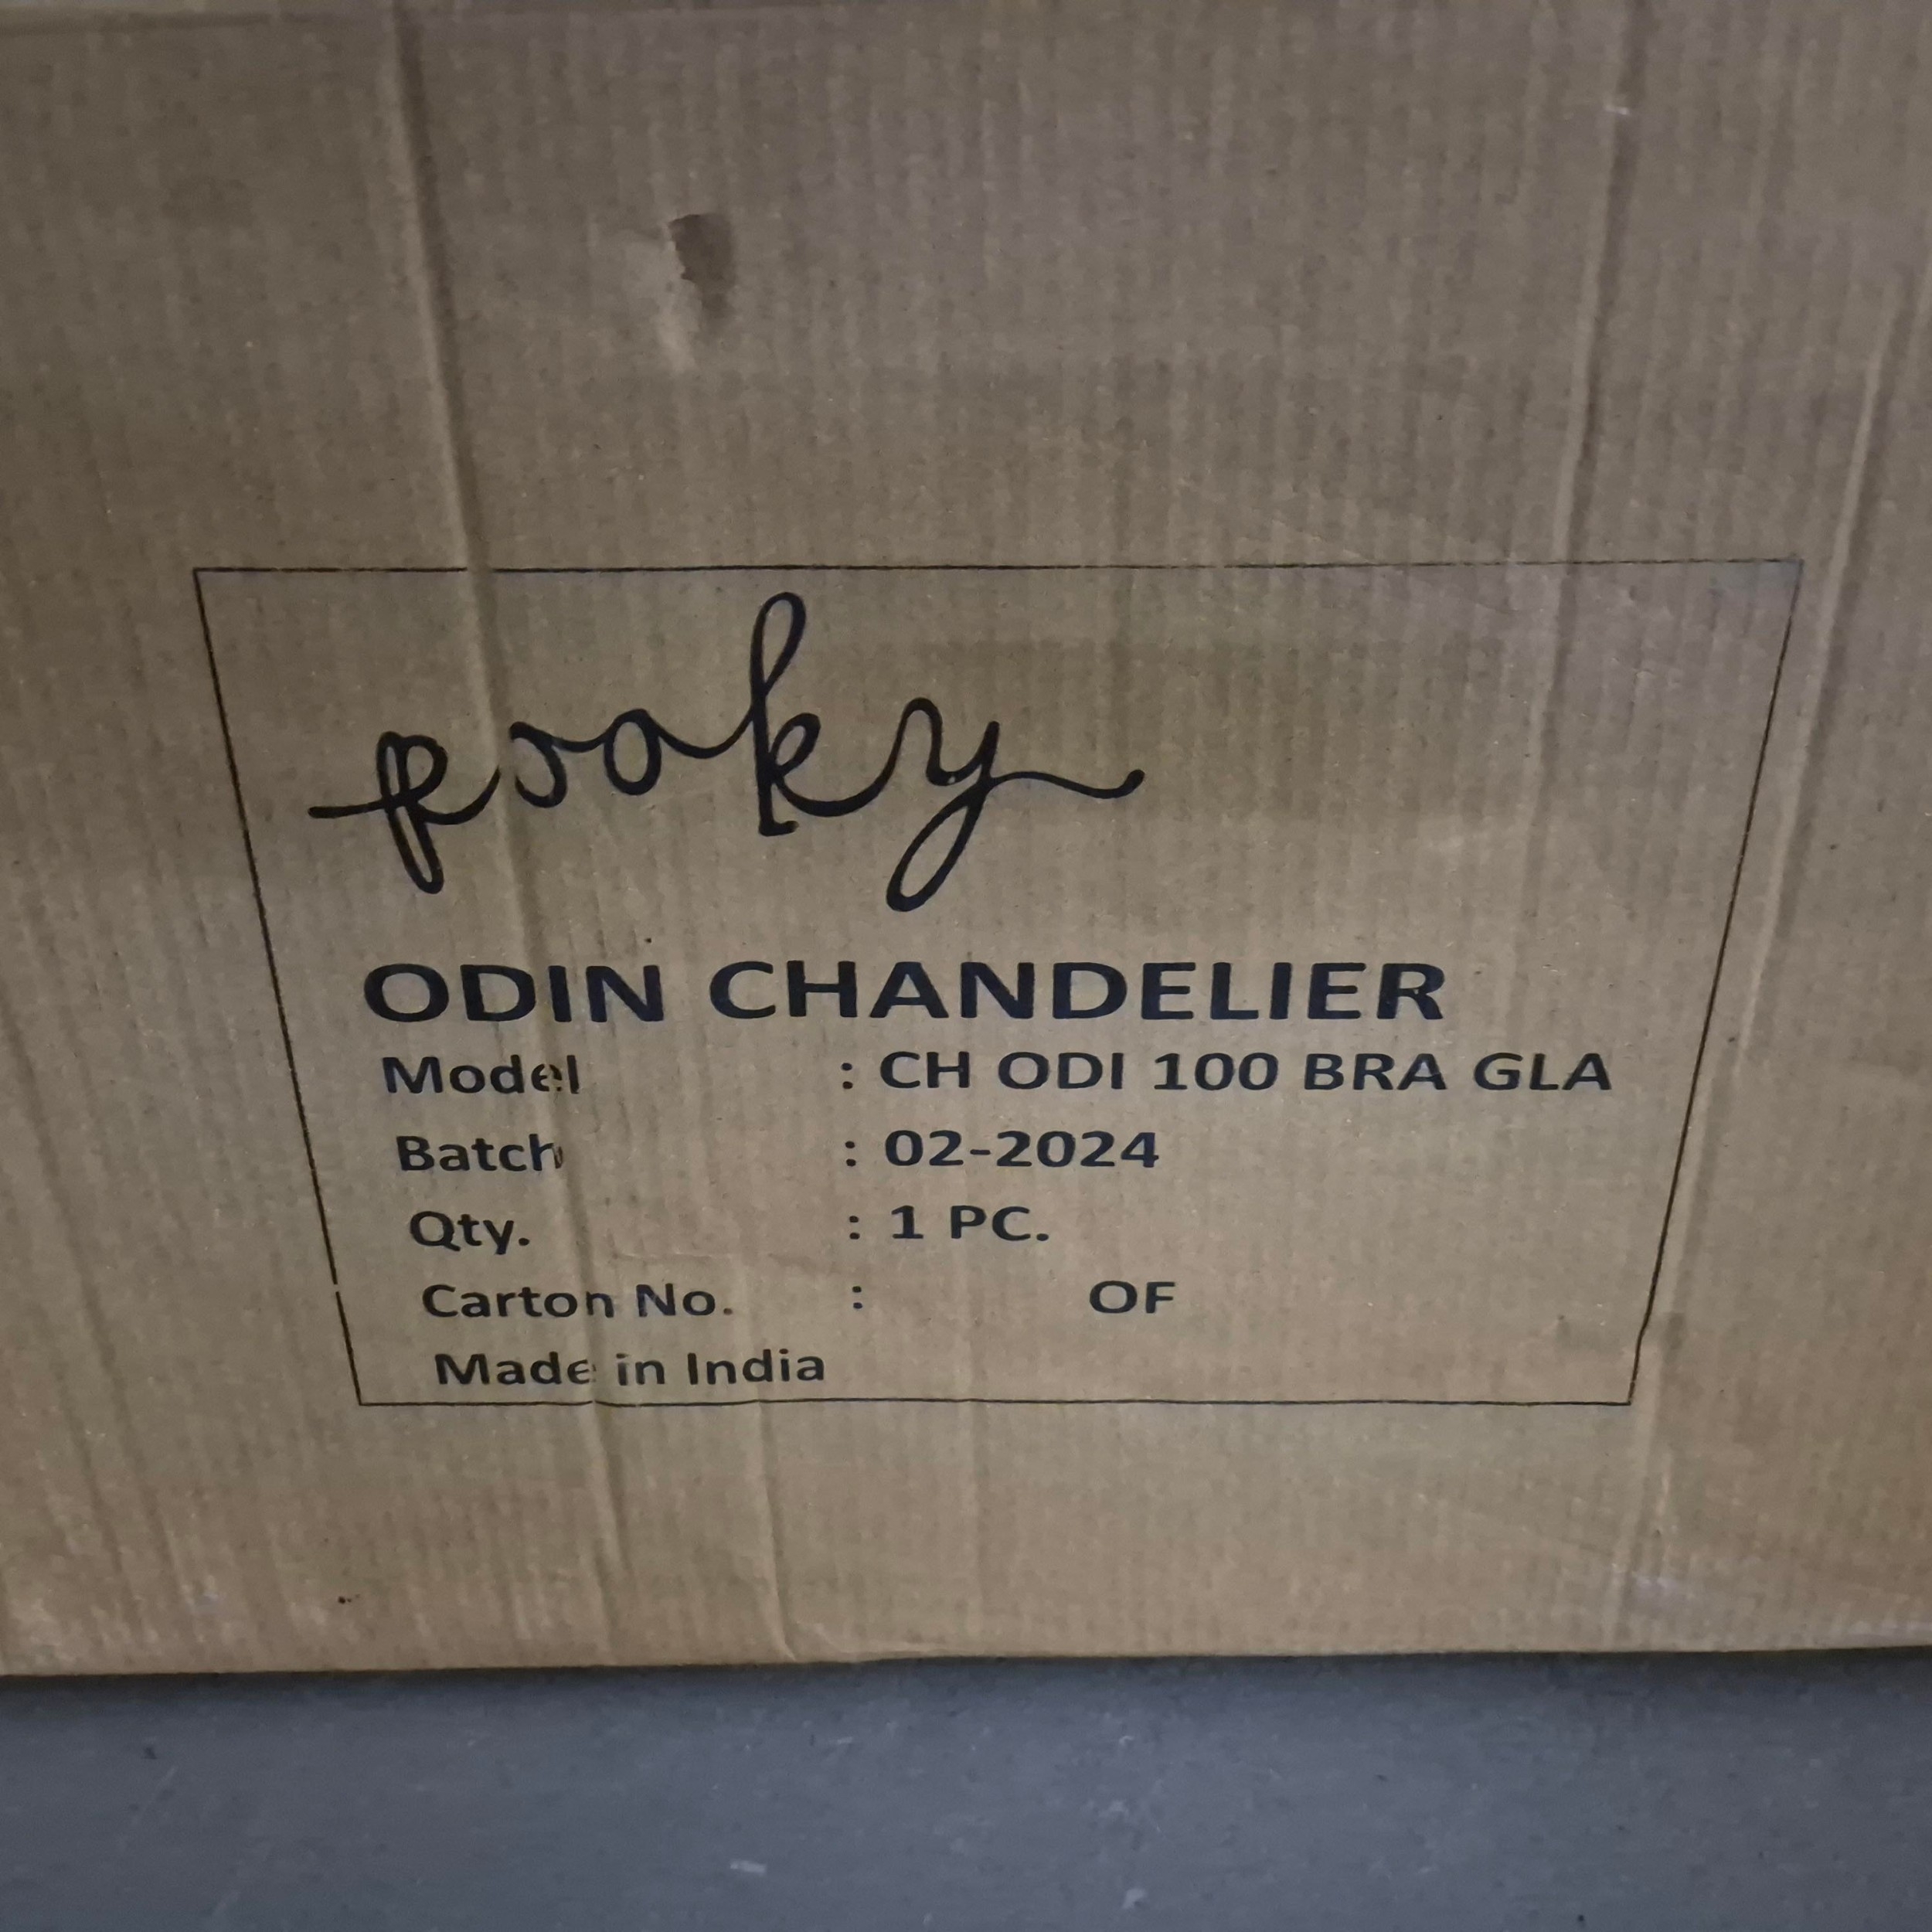 pooky
ODIN CHANDELIER
Model : CH ODI 100 BRA GLA
Batch : 02-2024
Qty. : 1 PC.
Carton No. : OF
Made in India